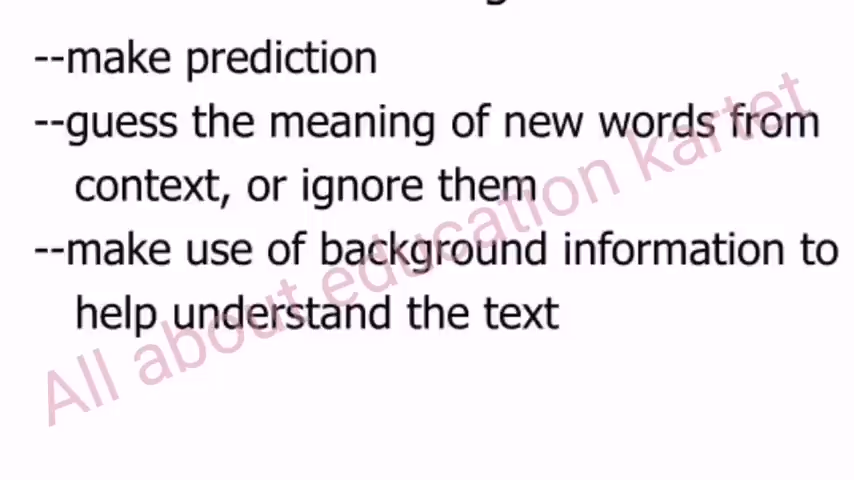 --make prediction
--guess the meaning of new words from
context, or ignore them
--make use of background information to
help understand the text
All about education kartet